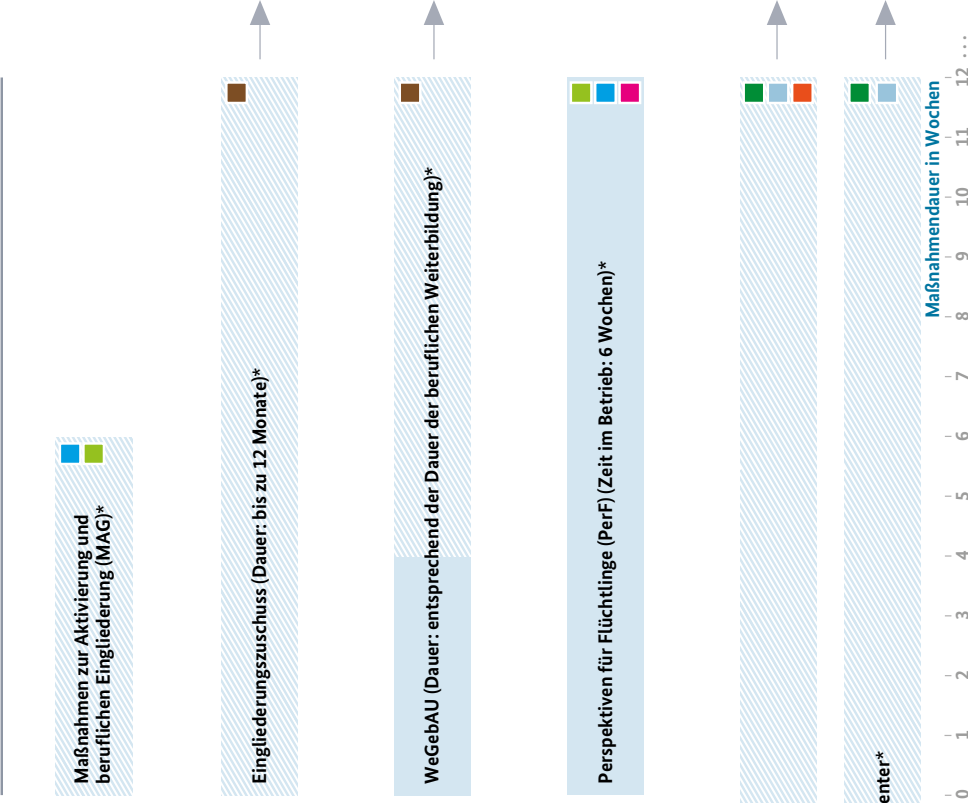 Maßnahmen zur Aktivierung und
beruflichen Eingliederung (MAG)*
Eingliederungszuschuss (Dauer: bis zu 12 Monate)*
WeGebAU (Dauer: entsprechend der Dauer der beruflichen Weiterbildung)*
Perspektiven für Flüchtlinge (PerF) (Zeit im Betrieb: 6 Wochen)*
enter*
Maßnahmendauer in Wochen
0 1 2 3 4 5 6 7 8 9 10 11 12 ...